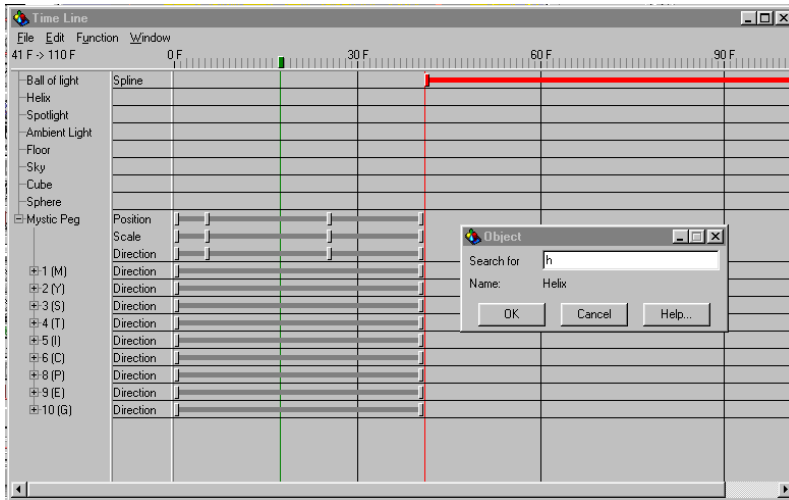 Time Line
File Edit Function Window
41 F -> 110 F 0 F 30 F 60 F 90 F
Ball of light Spline
Helix
Spotlight
Ambient Light
Floor
Sky
Cube
Sphere
Mystic Peg Position
Scale
Direction
1 (M) Direction
2 (Y) Direction
3 (S) Direction
4 (T) Direction
5 (I) Direction
6 (C) Direction
8 (P) Direction
9 (E) Direction
10 (G) Direction
Object
Search for h
Name: Helix
OK Cancel Help...